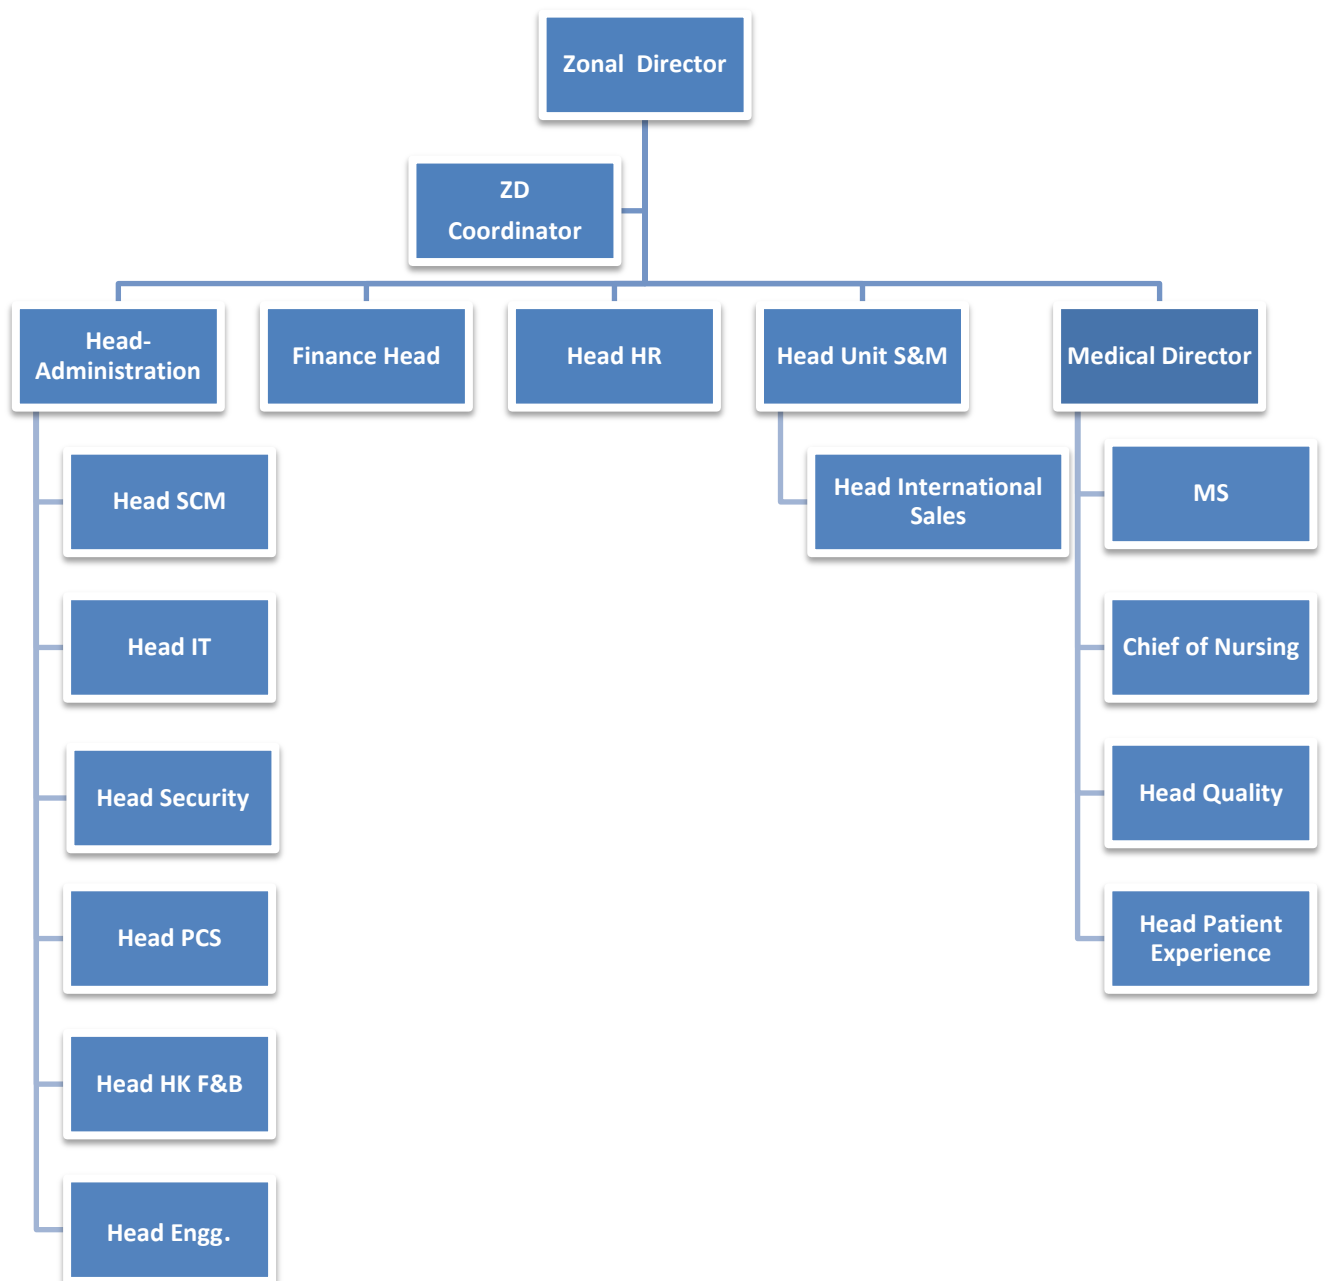 Zonal  Director
ZD
Coordinator
Head-
Administration
Finance Head
Head HR
Head Unit S&M
Medical Director
Head SCM
Head IT
Head Security
Head PCS
Head HK F&B
Head Engg.
Head International
Sales
MS
Chief of Nursing
Head Quality
Head Patient
Experience